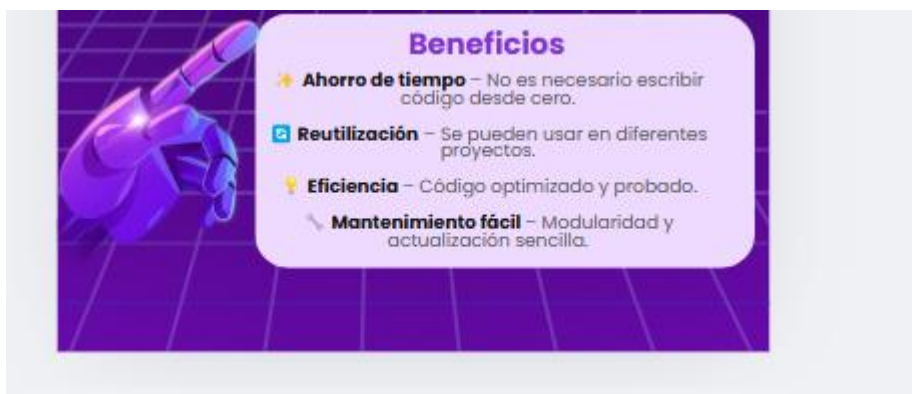 Beneficios
✨ Ahorro de tiempo – No es necesario escribir
código desde cero.
🔄 Reutilización – Se pueden usar en diferentes
proyectos.
💡 Eficiencia – Código optimizado y probado.
🔧 Mantenimiento fácil – Modularidad y
actualización sencilla.